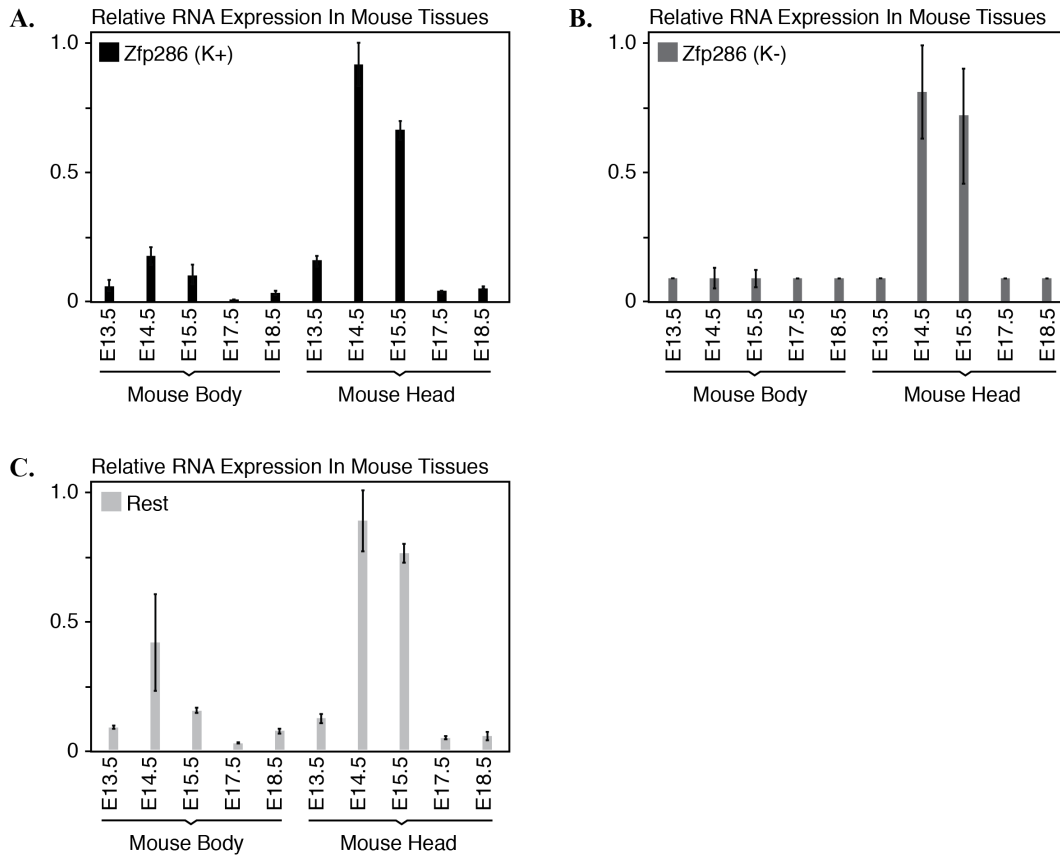 A.
Relative RNA Expression In Mouse Tissues
Zfp286 (K+)
1.0
0.5
0
E13.5 E14.5 E15.5 E17.5 E18.5 E13.5 E14.5 E15.5 E17.5 E18.5
Mouse Body Mouse Head
B.
Relative RNA Expression In Mouse Tissues
Zfp286 (K-)
1.0
0.5
0
E13.5 E14.5 E15.5 E17.5 E18.5 E13.5 E14.5 E15.5 E17.5 E18.5
Mouse Body Mouse Head
C.
Relative RNA Expression In Mouse Tissues
Rest
1.0
0.5
0
E13.5 E14.5 E15.5 E17.5 E18.5 E13.5 E14.5 E15.5 E17.5 E18.5
Mouse Body Mouse Head